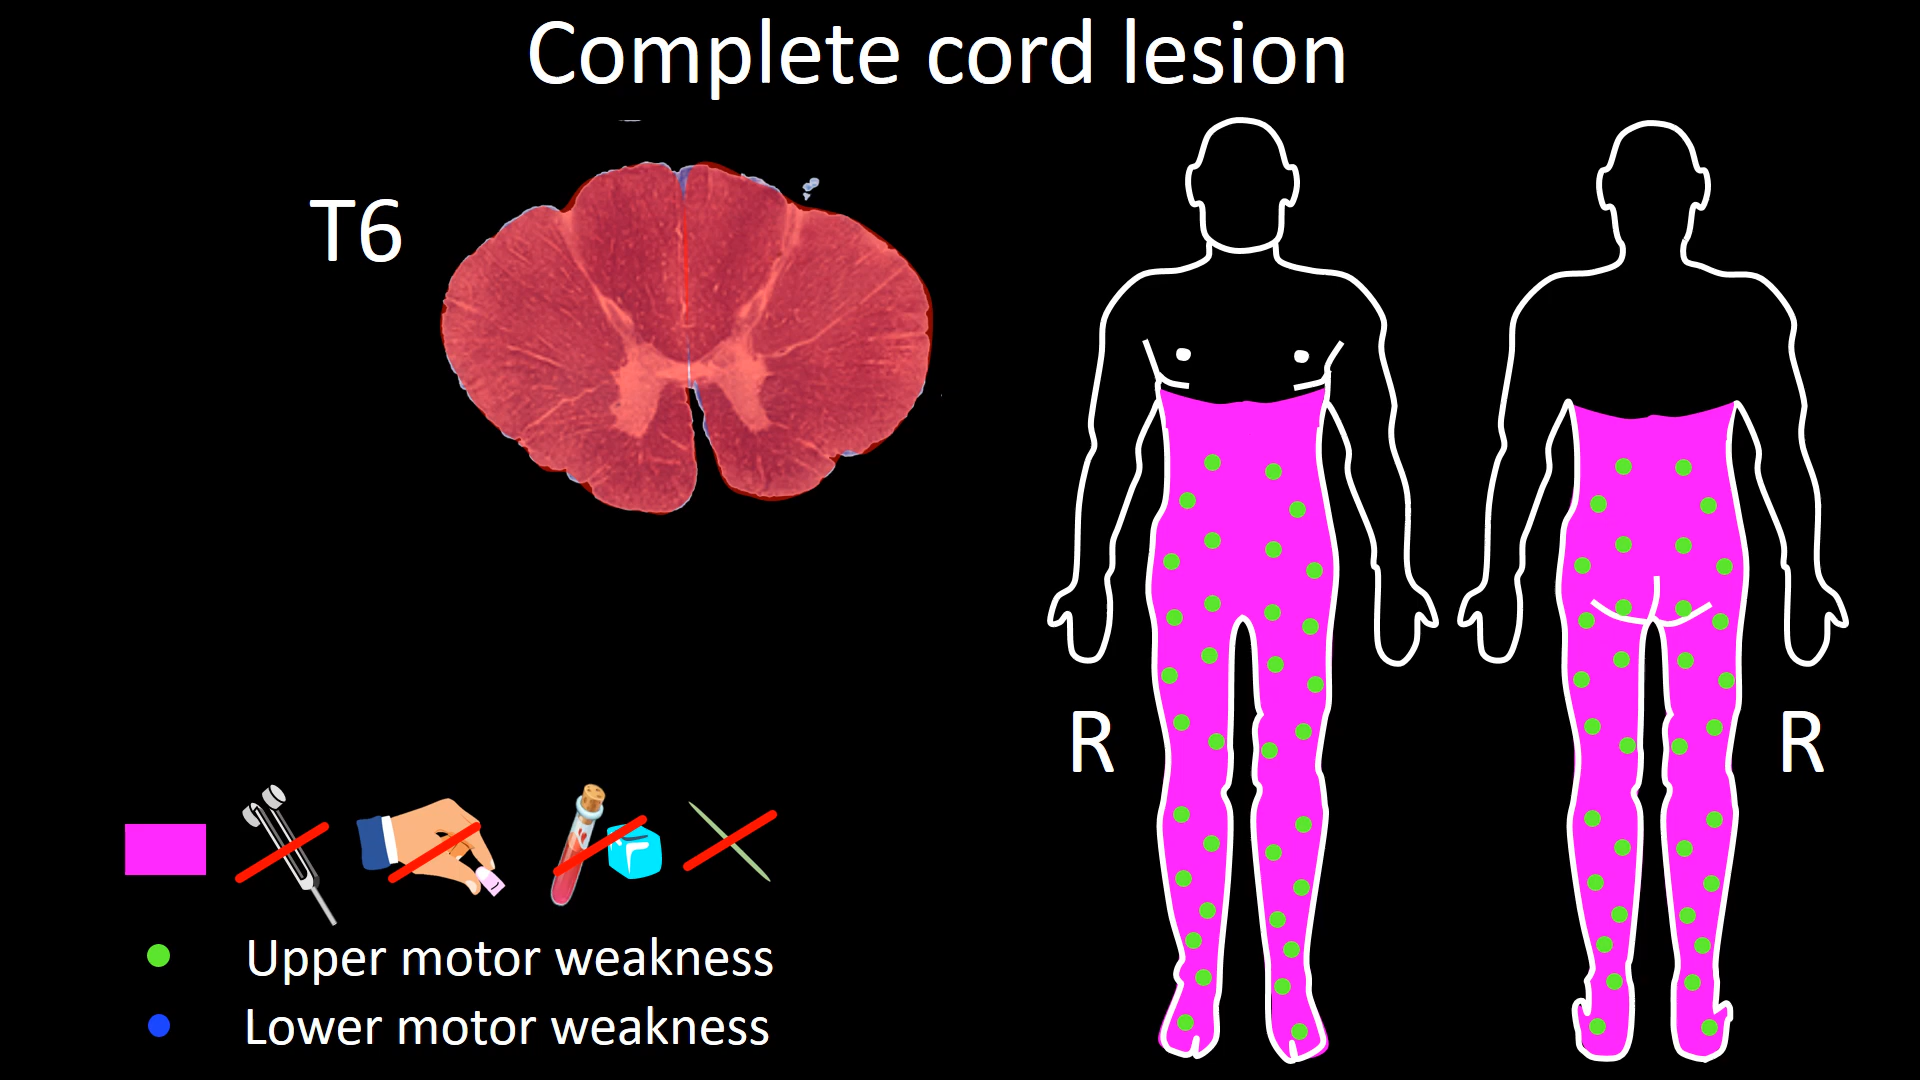 Complete cord lesion
T6
R
R
Upper motor weakness
Lower motor weakness